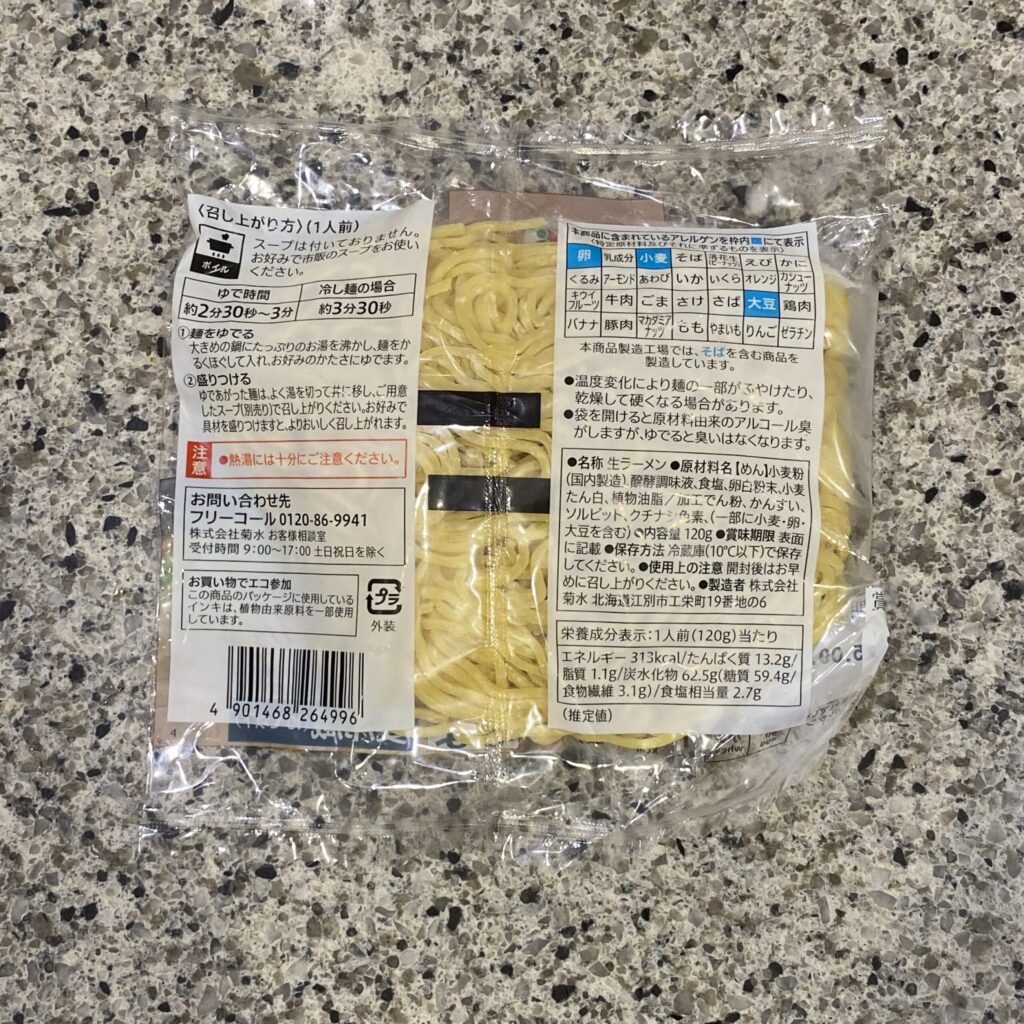 〈召し上がり方〉(1人前)
ボイル
スープは付いておりません。
お好みで市販のスープをお使い
ください。
ゆで時間 冷し麺の場合
約2分30秒～3分 約3分30秒
①麺をゆでる
大きめの鍋にたっぷりのお湯を沸かし、麺をか
るくほぐして入れ、お好みのかたさにゆでます。
②盛りつける
ゆであがった麺は、よく湯を切って丼に移し、ご用意
したスープ(別売り)で召し上がりください。お好みで
具材を盛りつけますと、よりおいしく召し上がれます。
注意 ●熱湯には十分にご注意ください。
お問い合わせ先
フリーコール 0120-86-9941
株式会社菊水 お客様相談室
受付時間 9:00～17:00 土日祝日を除く
お買い物でエコ参加
この商品のパッケージに使用している
インキは、植物由来原料を一部使用
しています。
プラ
外装
4 901468 264996
本商品に含まれているアレルゲンを枠内■にて表示
(特定原材料及びそれに準ずるものを表示)
卵 乳成分 小麦 そば 落花生(ピーナッツ) えび かに
くるみ アーモンド あわび いか いくら オレンジ カシューナッツ
キウイフルーツ 牛肉 ごま さけ さば 大豆 鶏肉
バナナ 豚肉 マカダミアナッツ もも やまいも りんご ゼラチン
本商品製造工場では、そばを含む商品を
製造しています。
●温度変化により麺の一部がふやけたり、
乾燥して硬くなる場合があります。
●袋を開けると原材料由来のアルコール臭
がしますが、ゆでると臭いはなくなります。
●名称 生ラーメン ●原材料名【めん】小麦粉
(国内製造)、醗酵調味液、食塩、卵白粉末、小麦
たん白、植物油脂／加工でん粉、かんすい、
ソルビット、クチナシ色素、(一部に小麦・卵・
大豆を含む) ●内容量 120g ●賞味期限 表面
に記載 ●保存方法 冷蔵庫(10℃以下)で保存
してください。●使用上の注意 開封後はお早
めに召し上がりください。●製造者 株式会社
菊水 北海道江別市工栄町19番地の6
栄養成分表示:1人前(120g)当たり
エネルギー 313kcal/たんぱく質 13.2g/
脂質 1.1g/炭水化物 62.5g(糖質 59.4g/
食物繊維 3.1g)/食塩相当量 2.7g
(推定値)